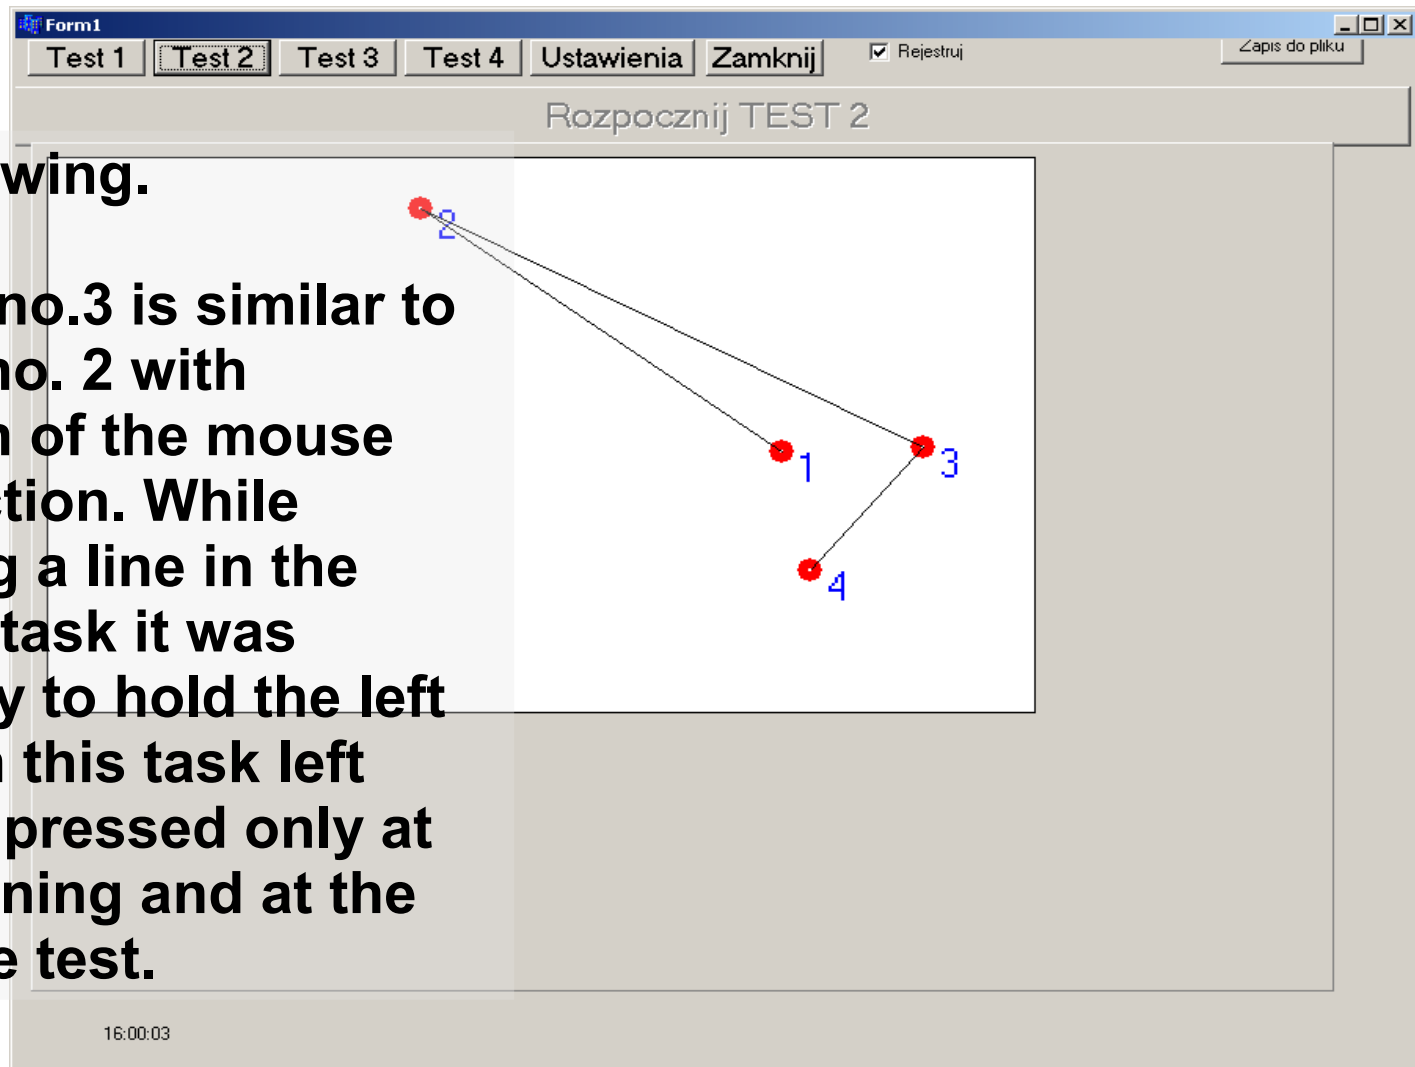 Form1
Test 1 Test 2 Test 3 Test 4 Ustawienia Zamknij Rejestruj Zapis do pliku
Rozpocznij TEST 2
wing.
2
no.3 is similar to
no. 2 with
of the mouse
ction. While
1 3
g a line in the
4
task it was
y to hold the left
this task left
pressed only at
ning and at the
e test.
16:00:03